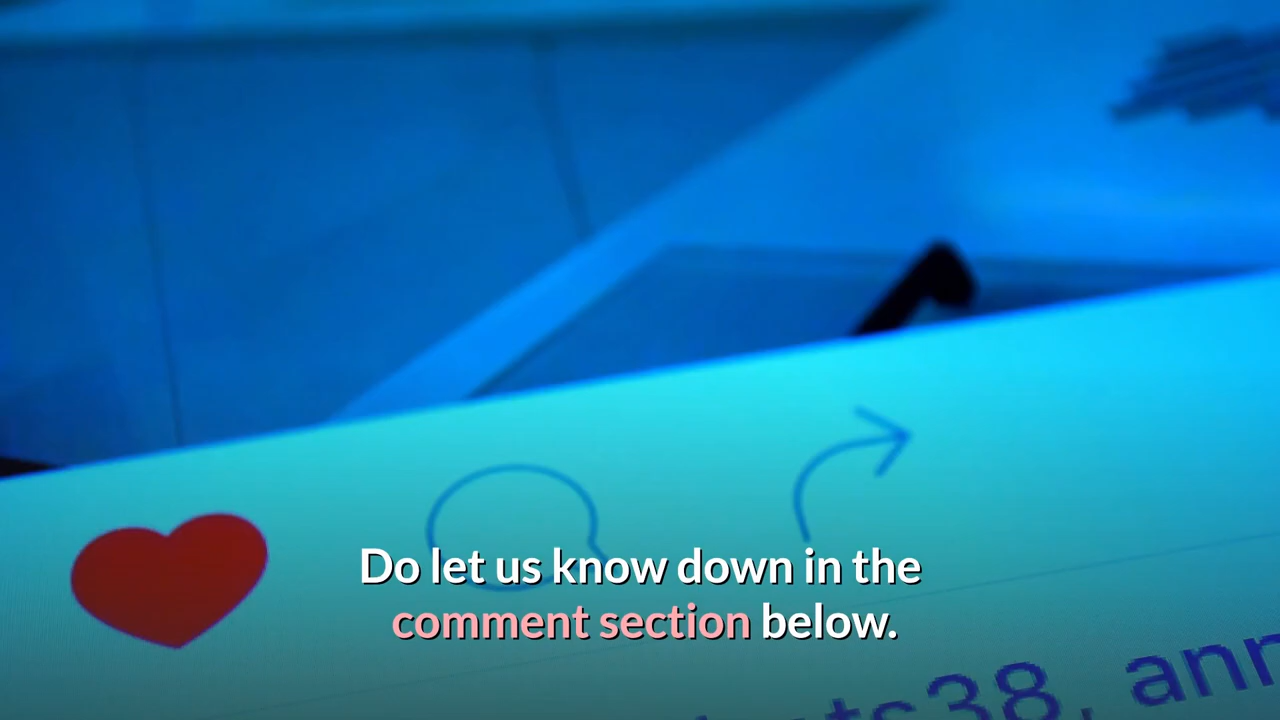 Do let us know down in the
comment section below.